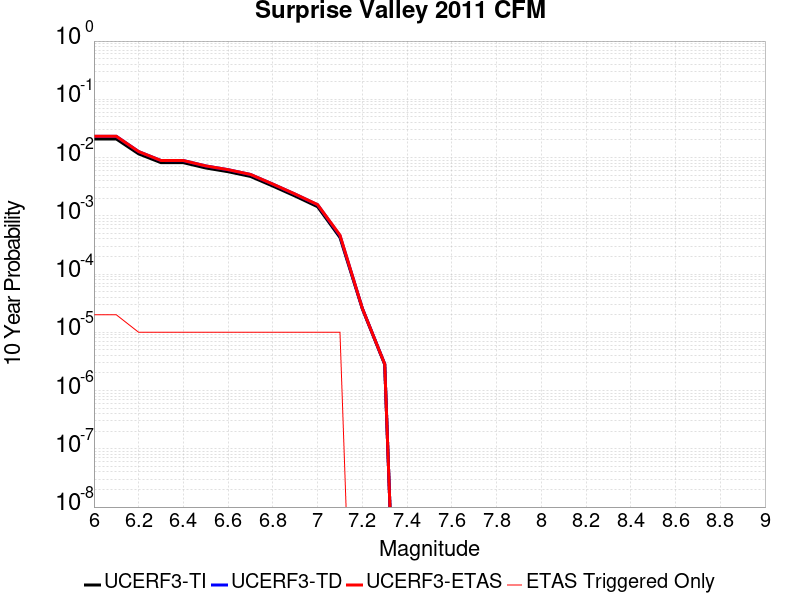 Surprise Valley 2011 CFM
10 Year Probability
10^0
10^-1
10^-2
10^-3
10^-4
10^-5
10^-6
10^-7
10^-8
6 6.2 6.4 6.6 6.8 7 7.2 7.4 7.6 7.8 8 8.2 8.4 8.6 8.8 9
Magnitude
UCERF3-TI UCERF3-TD UCERF3-ETAS ETAS Triggered Only